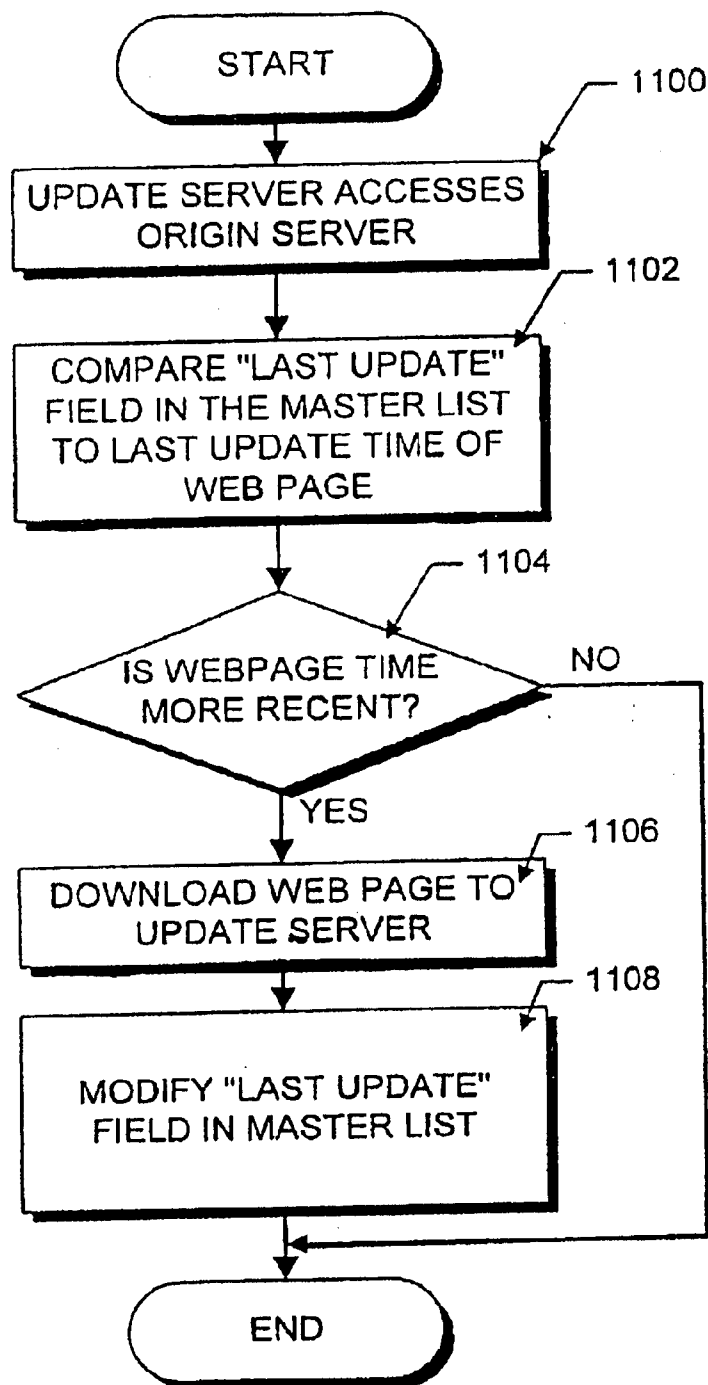 START
1100
UPDATE SERVER ACCESSES
ORIGIN SERVER
1102
COMPARE "LAST UPDATE"
FIELD IN THE MASTER LIST
TO LAST UPDATE TIME OF
WEB PAGE
1104
IS WEBPAGE TIME
MORE RECENT?
NO
YES
1106
DOWNLOAD WEB PAGE TO
UPDATE SERVER
1108
MODIFY "LAST UPDATE"
FIELD IN MASTER LIST
END